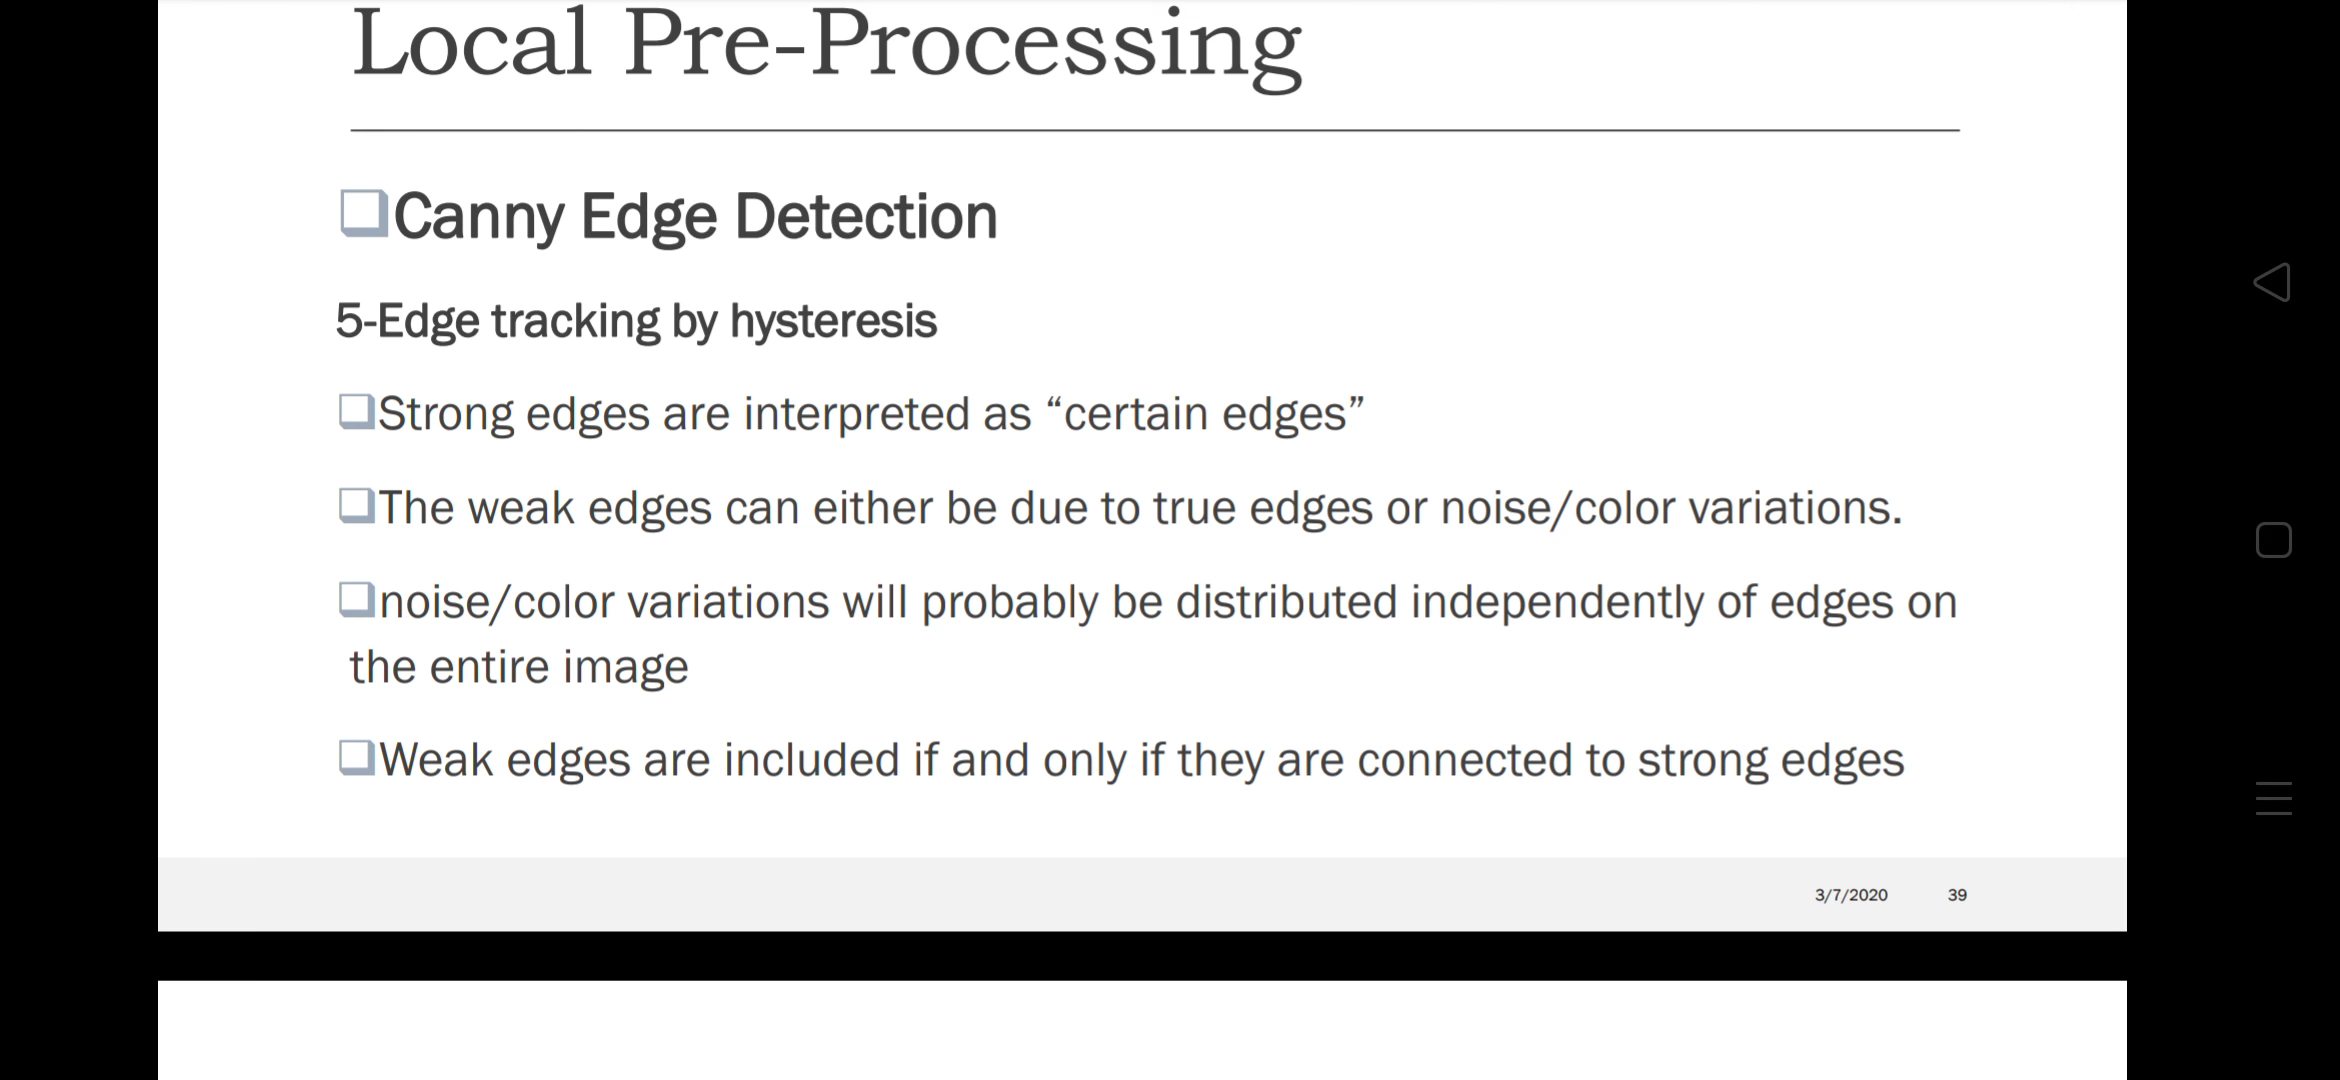 Local Pre-Processing
Canny Edge Detection
5-Edge tracking by hysteresis
Strong edges are interpreted as “certain edges”
The weak edges can either be due to true edges or noise/color variations.
noise/color variations will probably be distributed independently of edges on
the entire image
Weak edges are included if and only if they are connected to strong edges
3/7/2020 39